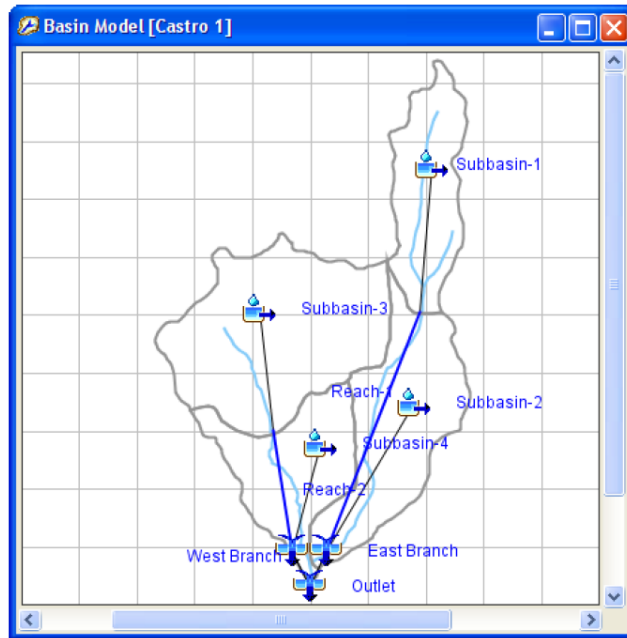 Basin Model [Castro 1]
Subbasin-1
Subbasin-3
Reach-1
Subbasin-2
Subbasin-4
Reach-2
West Branch
East Branch
Outlet